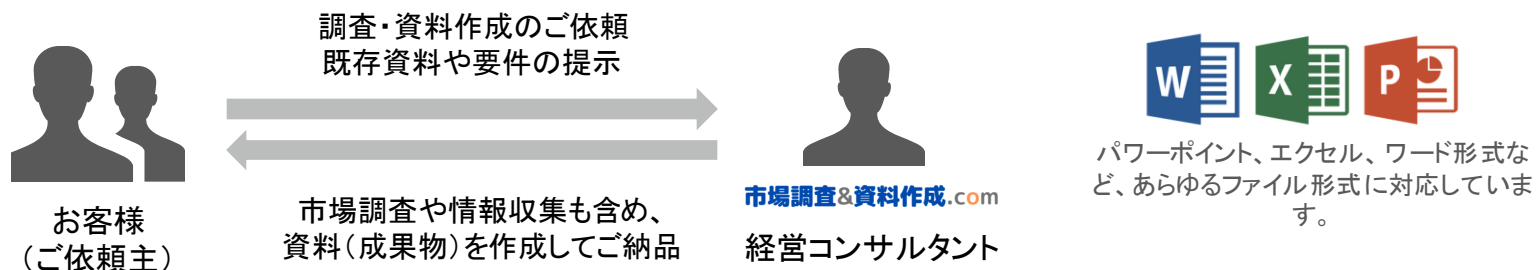 調査・資料作成のご依頼
既存資料や要件の提示
お客様
（ご依頼主）
市場調査や情報収集も含め、
資料（成果物）を作成してご納品
市場調査&資料作成.com
経営コンサルタント
W
X
P
パワーポイント、エクセル、ワード形式な
ど、あらゆるファイル形式に対応していま
す。